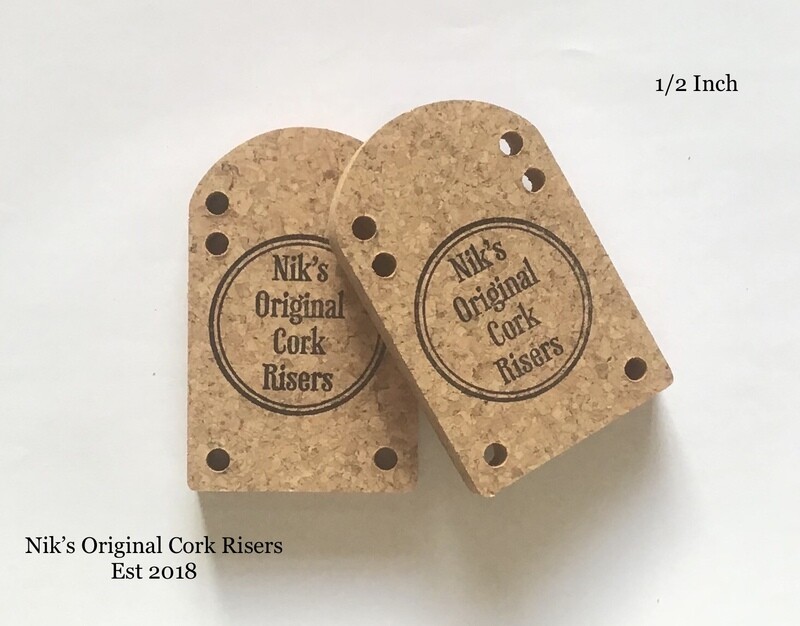 1/2 Inch
Nik's
Original
Cork
Risers
Nik's
Original
Cork
Risers
Nik's Original Cork Risers
Est 2018